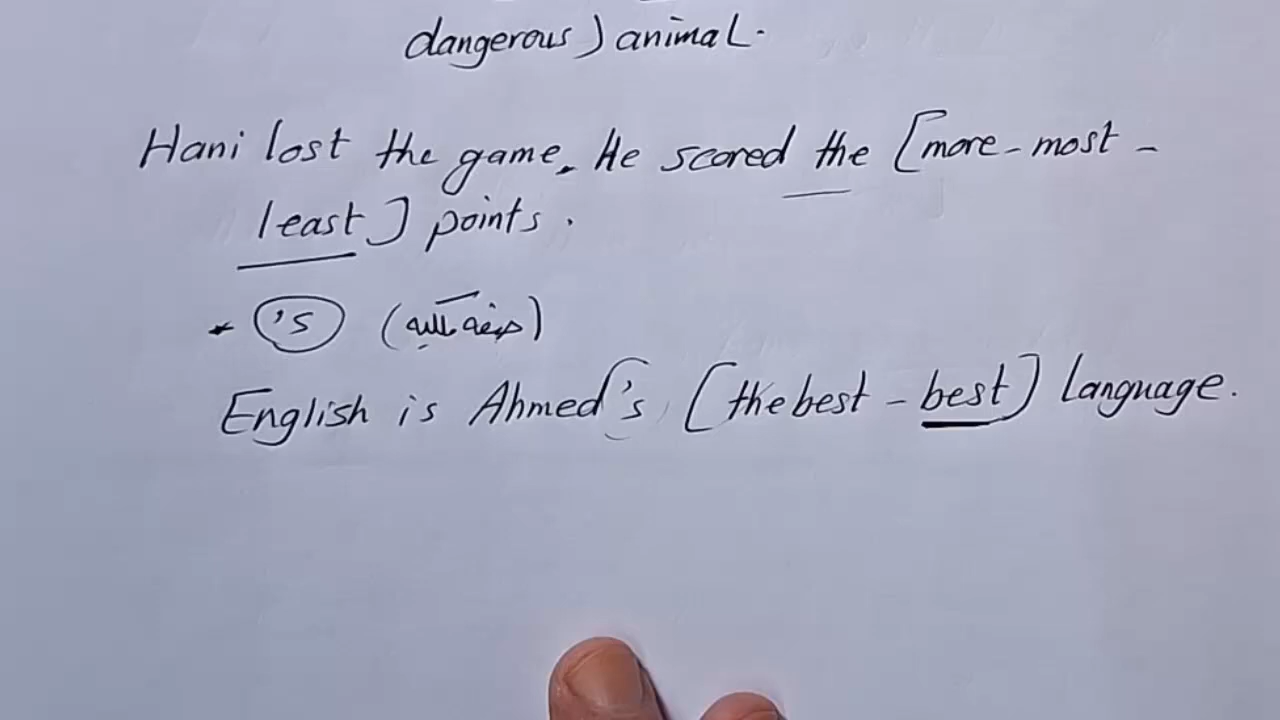 dangerous) animal.
Hani lost the game. He scored the [more - most -
least] points.
* 's (صفة ملكية)
English is Ahmed's [the best - best] language.